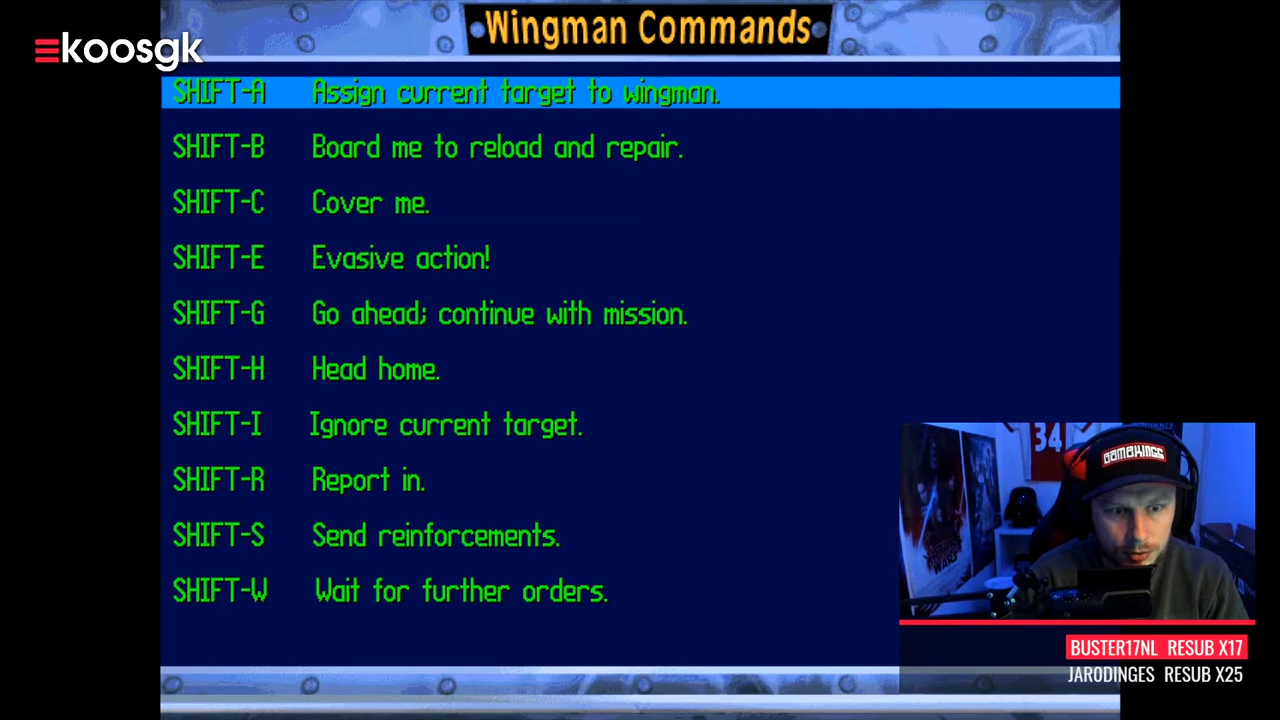 Wingman Commands
koosgk
SHIFT-A Assign current target to wingman.
SHIFT-B Board me to reload and repair.
SHIFT-C Cover me.
SHIFT-E Evasive action!
SHIFT-G Go ahead; continue with mission.
SHIFT-H Head home.
SHIFT-I Ignore current target.
SHIFT-R Report in.
SHIFT-S Send reinforcements.
SHIFT-W Wait for further orders.
34
GAMEKINGS
BUSTER17NL RESUB X17
JARODINGES RESUB X25